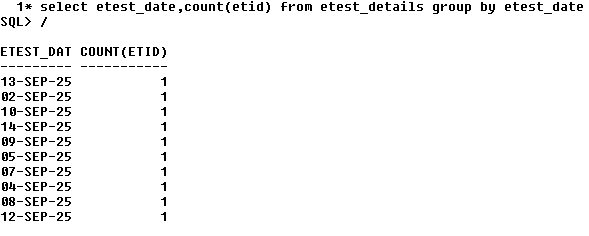 1* select etest_date,count(etid) from etest_details group by etest_date
SQL> /
ETEST_DAT COUNT(ETID)
--------- -----------
13-SEP-25 1
02-SEP-25 1
10-SEP-25 1
14-SEP-25 1
09-SEP-25 1
05-SEP-25 1
07-SEP-25 1
04-SEP-25 1
08-SEP-25 1
12-SEP-25 1